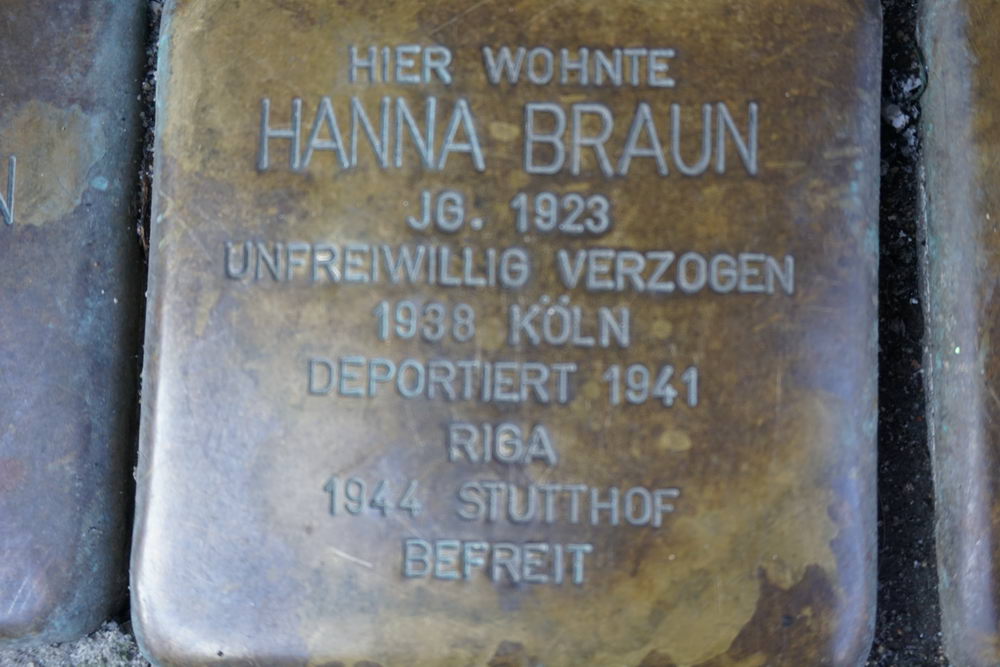 HIER WOHNTE
HANNA BRAUN
JG. 1923
UNFREIWILLIG VERZOGEN
1938 KÖLN
DEPORTIERT 1941
RIGA
1944 STUTTHOF
BEFREIT